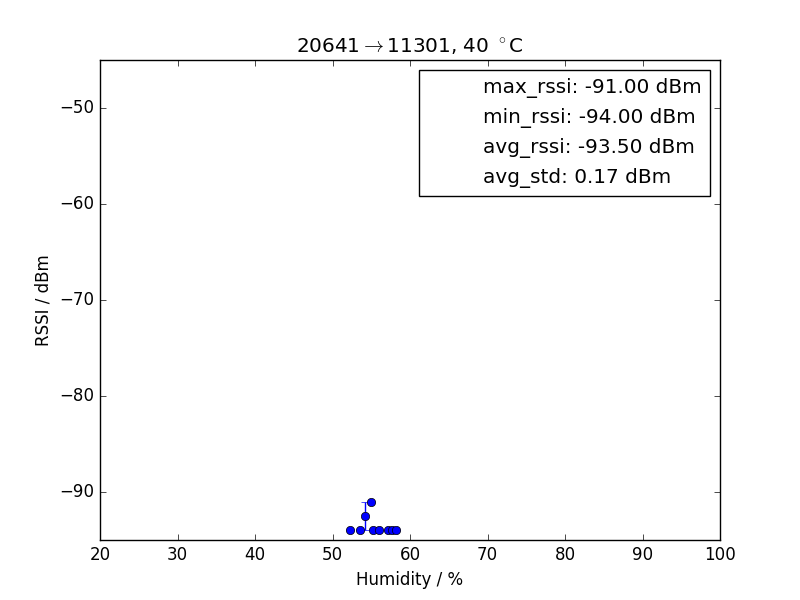 20641→11301, 40 °C
max_rssi: -91.00 dBm
min_rssi: -94.00 dBm
avg_rssi: -93.50 dBm
avg_std: 0.17 dBm
RSSI / dBm
−50
−60
−70
−80
−90
20 30 40 50 60 70 80 90 100
Humidity / %